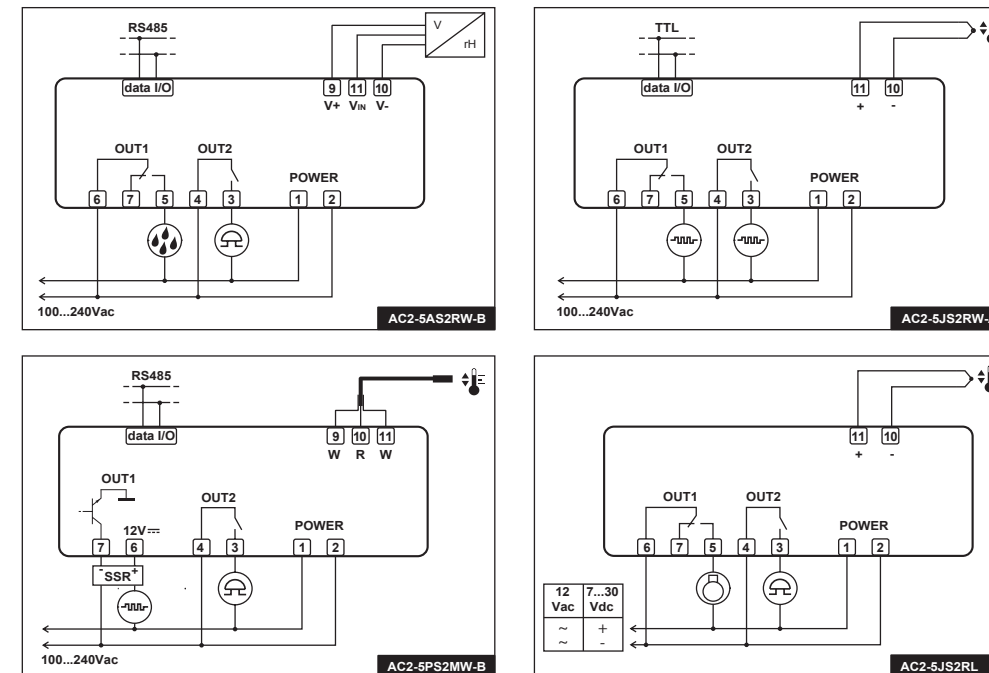 RS485
V
rH
data I/O
9 11 10
V+ VIN V-
OUT1 OUT2
POWER
6 7 5 4 3 1 2
100...240Vac
AC2-5AS2RW-B
TTL
data I/O
11 10
+ -
OUT1 OUT2
POWER
6 7 5 4 3 1 2
100...240Vac
AC2-5JS2RW-
RS485
data I/O
9 10 11
W R W
OUT1
OUT2
12V
POWER
7 6 4 3 1 2
- SSR +
100...240Vac
AC2-5PS2MW-B
11 10
+ -
OUT1 OUT2
POWER
6 7 5 4 3 1 2
12 7...30
Vac Vdc
~ +
~ -
AC2-5JS2RL